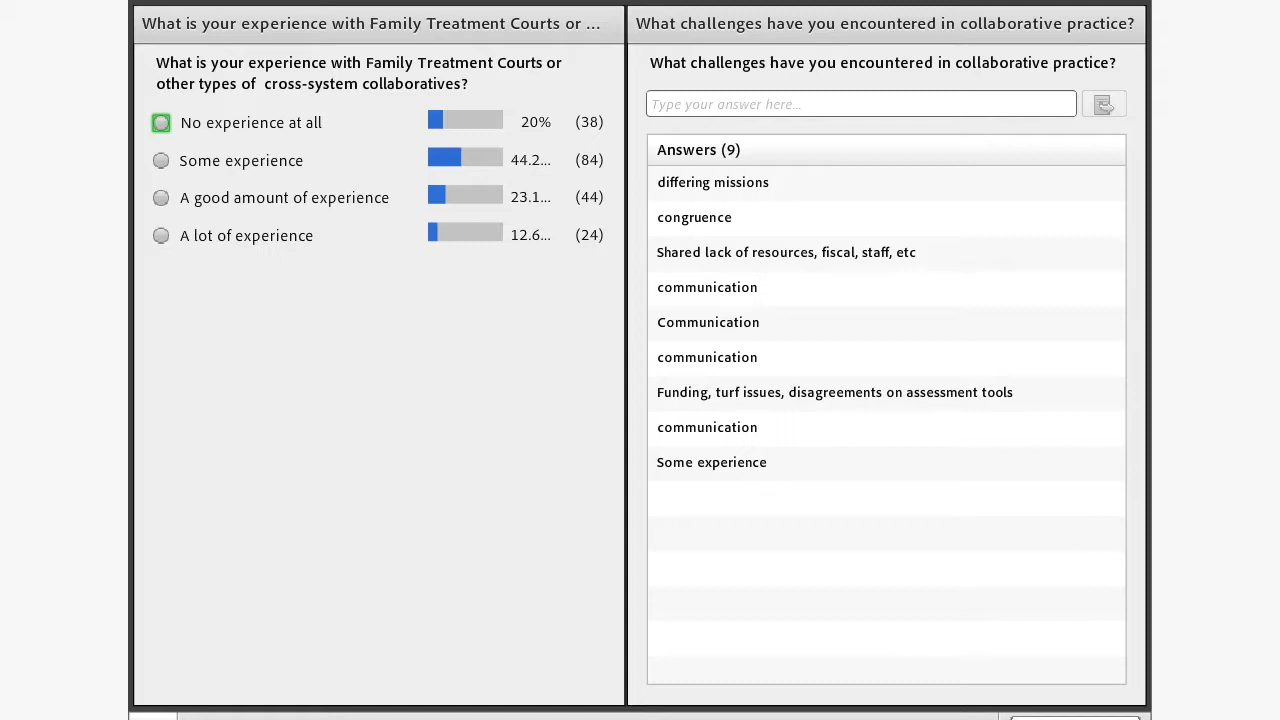 What is your experience with Family Treatment Courts or ...
What is your experience with Family Treatment Courts or
other types of cross-system collaboratives?
No experience at all 20% (38)
Some experience 44.2... (84)
A good amount of experience 23.1... (44)
A lot of experience 12.6... (24)
What challenges have you encountered in collaborative practice?
What challenges have you encountered in collaborative practice?
Type your answer here...
Answers (9)
differing missions
congruence
Shared lack of resources, fiscal, staff, etc
communication
Communication
communication
Funding, turf issues, disagreements on assessment tools
communication
Some experience